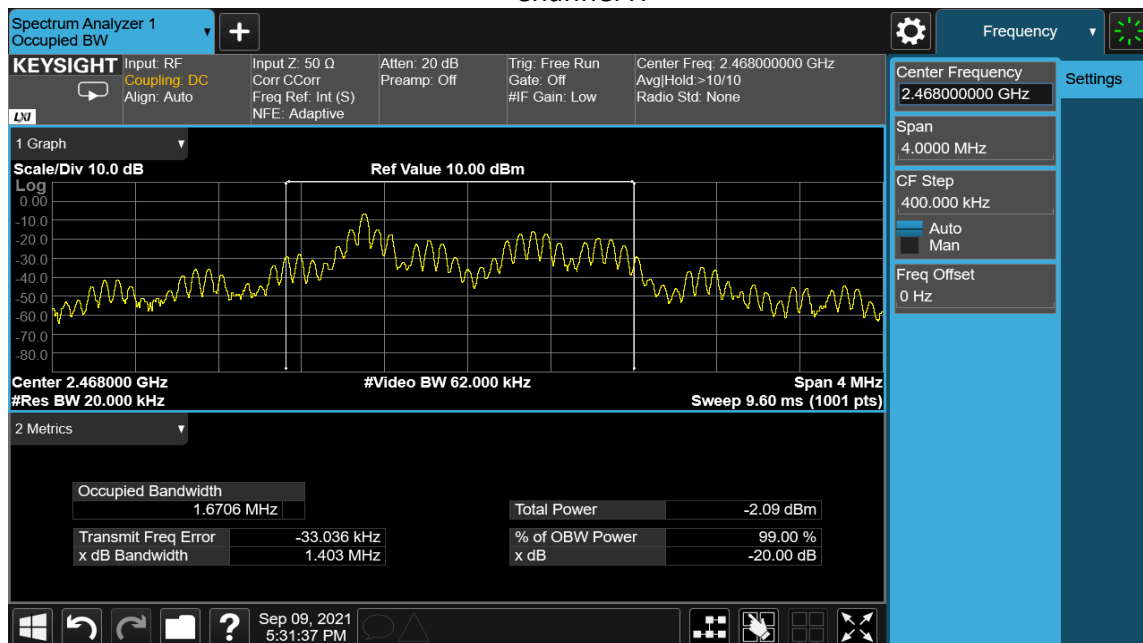 Spectrum Analyzer 1
Occupied BW
Frequency
KEYSIGHT
LXI
Input: RF
Coupling: DC
Align: Auto
Input Z: 50 Ω
Corr CCorr
Freq Ref: Int (S)
NFE: Adaptive
Atten: 20 dB
Preamp: Off
Trig: Free Run
Gate: Off
#IF Gain: Low
Center Freq: 2.468000000 GHz
Avg|Hold:>10/10
Radio Std: None
Center Frequency
2.468000000 GHz
Settings
Span
4.0000 MHz
CF Step
400.000 kHz
Auto
Man
Freq Offset
0 Hz
1 Graph
Scale/Div 10.0 dB
Ref Value 10.00 dBm
Log
0.00
-10.0
-20.0
-30.0
-40.0
-50.0
-60.0
-70.0
-80.0
Center 2.468000 GHz
#Video BW 62.000 kHz
Span 4 MHz
#Res BW 20.000 kHz
Sweep 9.60 ms (1001 pts)
2 Metrics
Occupied Bandwidth
1.6706 MHz
Total Power -2.09 dBm
Transmit Freq Error -33.036 kHz
% of OBW Power 99.00 %
x dB Bandwidth 1.403 MHz
x dB -20.00 dB
?
Sep 09, 2021
5:31:37 PM